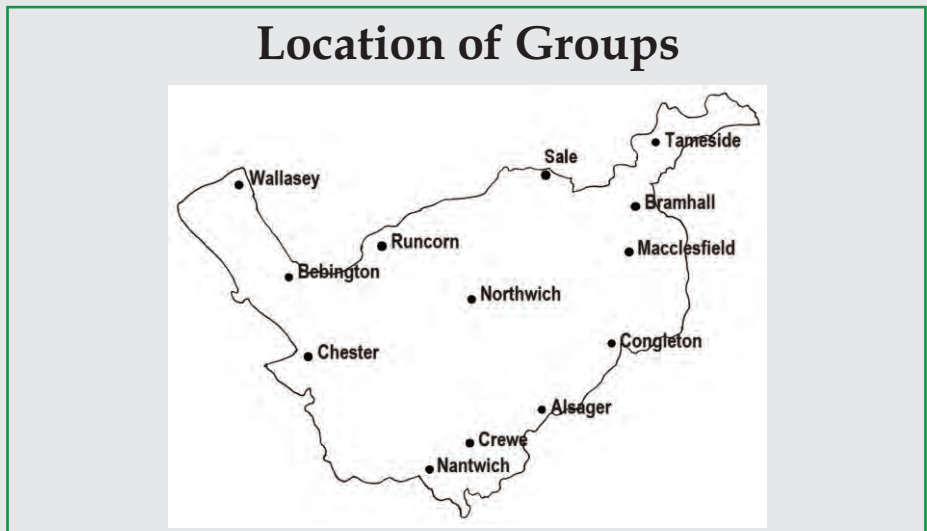 Location of Groups
Tameside
Sale
Wallasey
Bramhall
Runcorn
Macclesfield
Bebington
Northwich
Congleton
Chester
Alsager
Crewe
Nantwich